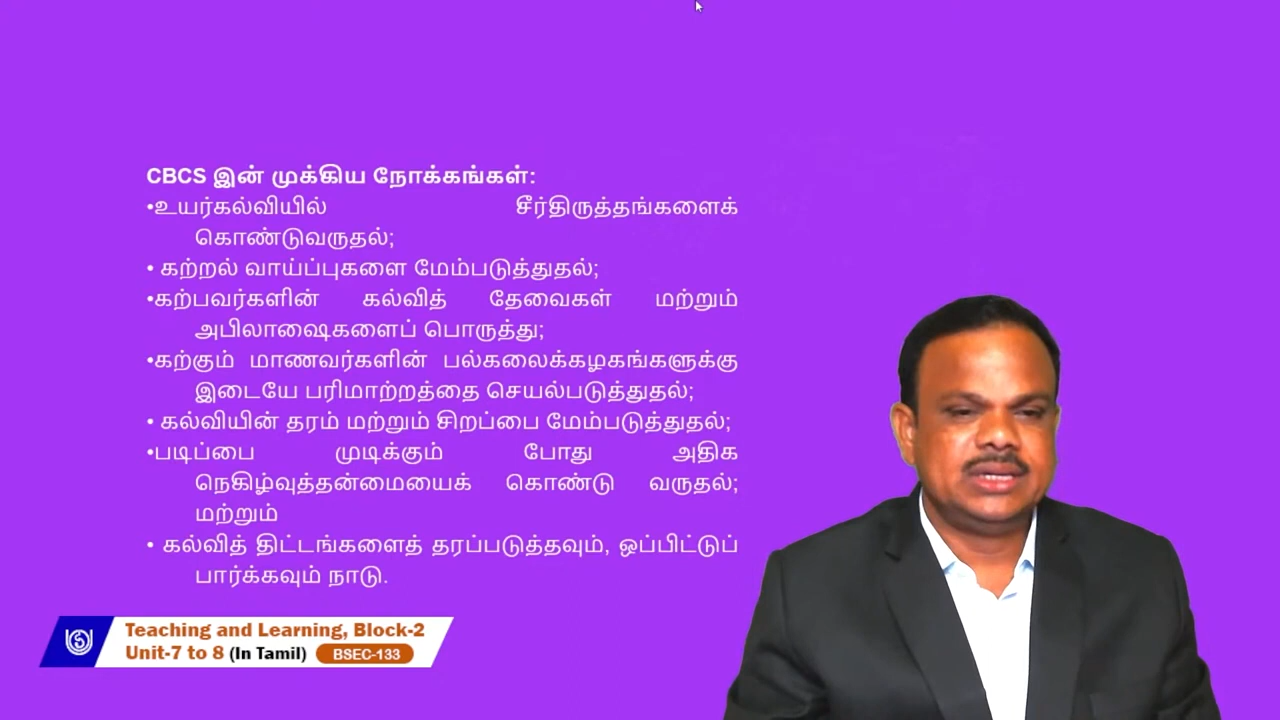 CBCS இன் முக்கிய நோக்கங்கள்:
•உயர்கல்வியில் சீர்திருத்தங்களைக்
கொண்டுவருதல்;
• கற்றல் வாய்ப்புகளை மேம்படுத்துதல்;
•கற்பவர்களின் கல்வித் தேவைகள் மற்றும்
அபிலாஷைகளைப் பொருத்து;
•கற்கும் மாணவர்களின் பல்கலைக்கழகங்களுக்கு
இடையே பரிமாற்றத்தை செயல்படுத்துதல்;
• கல்வியின் தரம் மற்றும் சிறப்பை மேம்படுத்துதல்;
•படிப்பை முடிக்கும் போது அதிக
நெகிழ்வுத்தன்மையைக் கொண்டு வருதல்;
மற்றும்
• கல்வித் திட்டங்களைத் தரப்படுத்தவும், ஒப்பிட்டுப்
பார்க்கவும் நாடு.
Teaching and Learning, Block-2
Unit-7 to 8 (In Tamil) BSEC-133